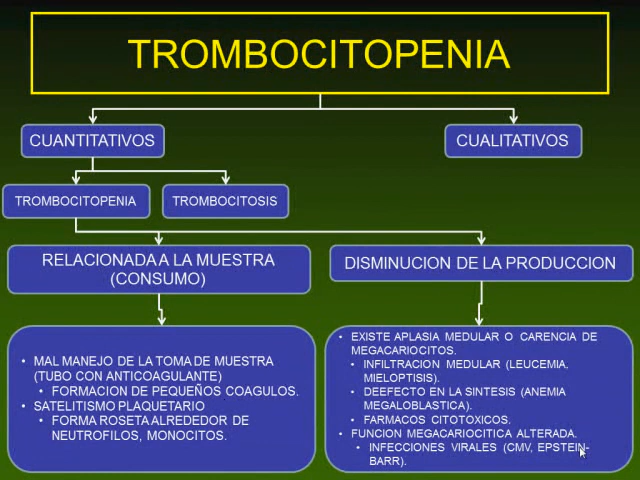 TROMBOCITOPENIA
CUANTITATIVOS
CUALITATIVOS
TROMBOCITOPENIA
TROMBOCITOSIS
RELACIONADA A LA MUESTRA
(CONSUMO)
DISMINUCION DE LA PRODUCCION
• MAL MANEJO DE LA TOMA DE MUESTRA
(TUBO CON ANTICOAGULANTE)
• FORMACION DE PEQUEÑOS COAGULOS.
• SATELITISMO PLAQUETARIO
• FORMA ROSETA ALREDEDOR DE
NEUTROFILOS, MONOCITOS.
• EXISTE APLASIA MEDULAR O CARENCIA DE
MEGACARIOCITOS.
• INFILTRACION MEDULAR (LEUCEMIA,
MIELOPTISIS).
• DEEFECTO EN LA SINTESIS (ANEMIA
MEGALOBLASTICA).
• FARMACOS CITOTOXICOS.
• FUNCION MEGACARIOCITICA ALTERADA.
• INFECCIONES VIRALES (CMV, EPSTEIN-
BARR).